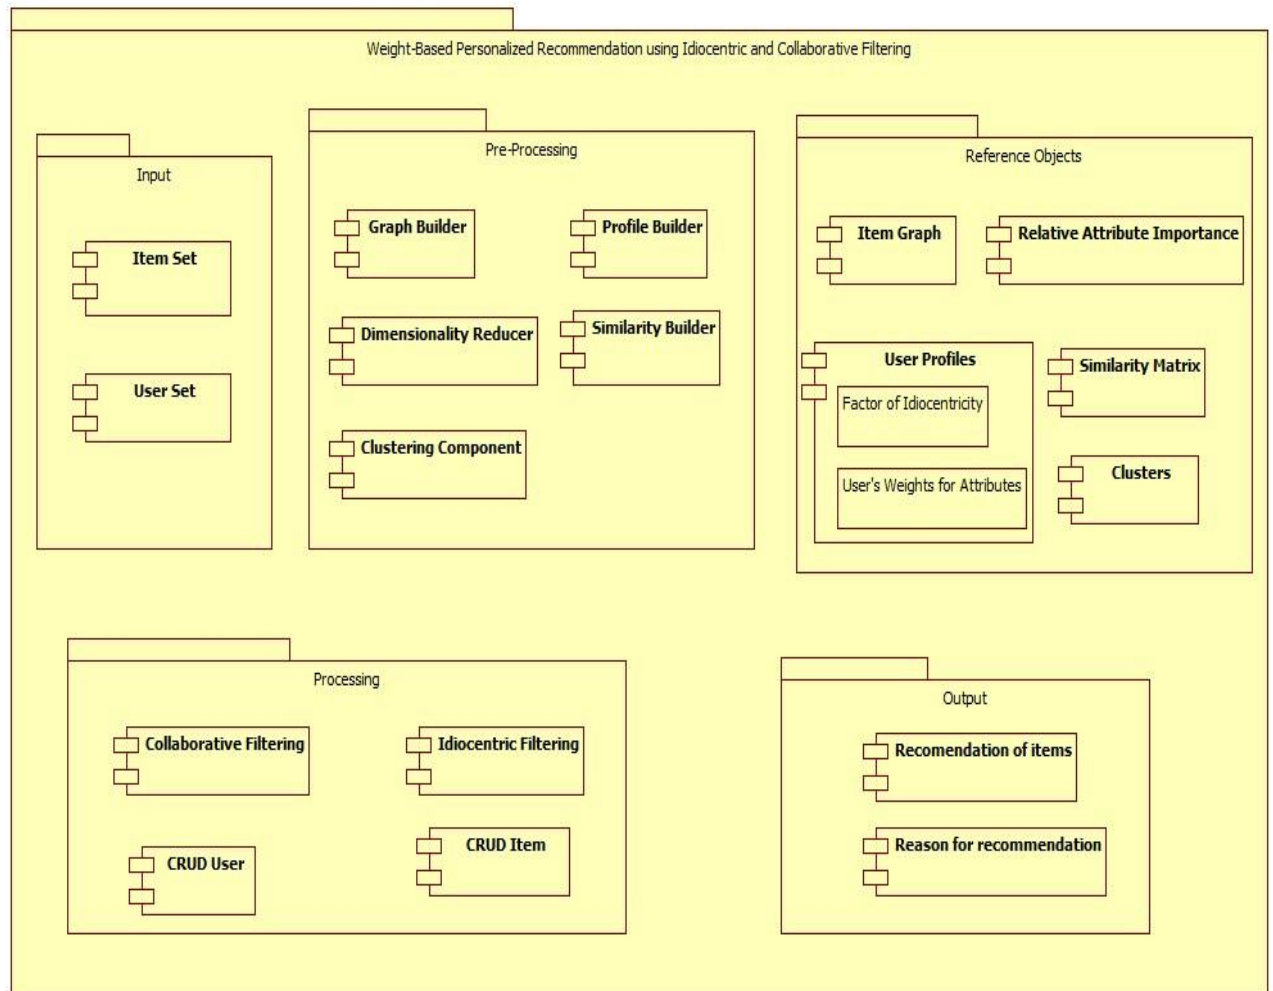 Weight-Based Personalized Recommendation using Idiocentric and Collaborative Filtering
Input
Item Set
User Set
Pre-Processing
Graph Builder
Profile Builder
Dimensionality Reducer
Similarity Builder
Clustering Component
Reference Objects
Item Graph
Relative Attribute Importance
User Profiles
Factor of Idiocentricity
User's Weights for Attributes
Similarity Matrix
Clusters
Processing
Collaborative Filtering
Idiocentric Filtering
CRUD User
CRUD Item
Output
Recomendation of items
Reason for recommendation